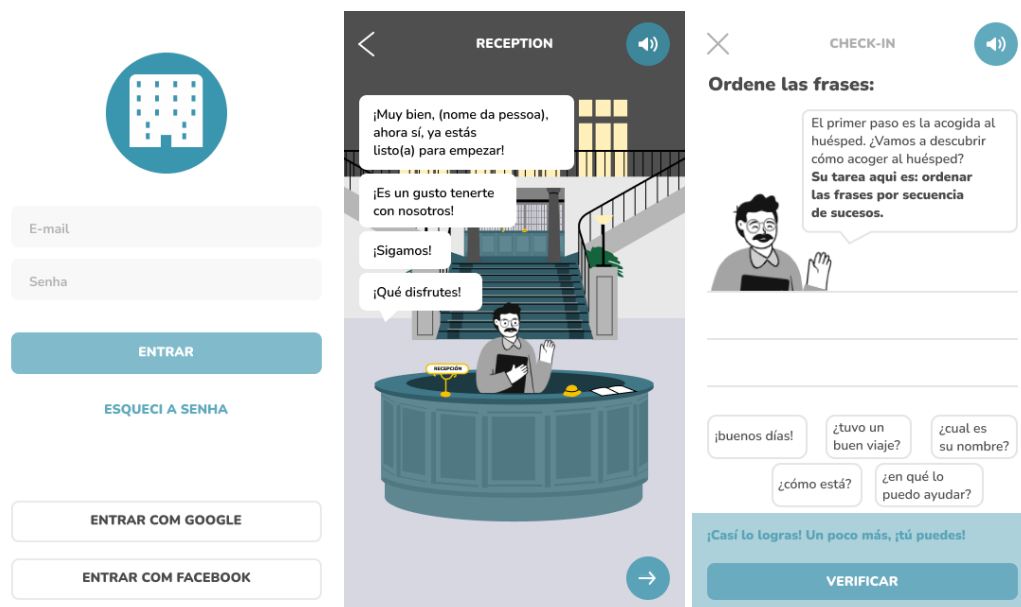 E-mail
Senha
ENTRAR
ESQUECI A SENHA
ENTRAR COM GOOGLE
ENTRAR COM FACEBOOK
RECEPTION
¡Muy bien, (nome da pessoa),
ahora sí, ya estás
listo(a) para empezar!
¡Es un gusto tenerte
con nosotros!
¡Sigamos!
¡Qué disfrutes!
RECEPCIÓN
CHECK-IN
Ordene las frases:
El primer paso es la acogida al
huésped. ¿Vamos a descubrir
cómo acoger al huésped?
Su tarea aqui es: ordenar
las frases por secuencia
de sucesos.
¡buenos días!
¿tuvo un
buen viaje?
¿cual es
su nombre?
¿cómo está?
¿en qué lo
puedo ayudar?
¡Casí lo logras! Un poco más, ¡tú puedes!
VERIFICAR